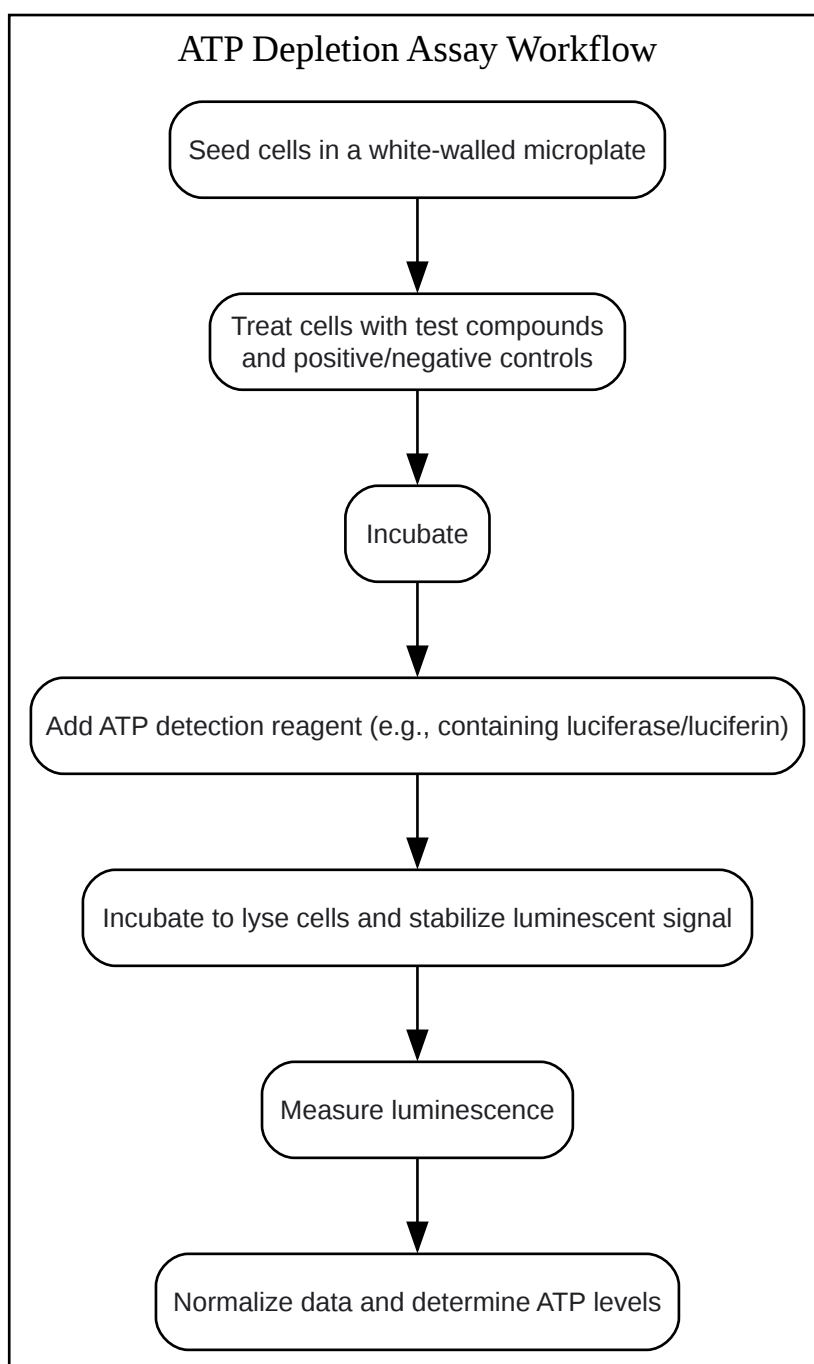 ATP Depletion Assay Workflow
Seed cells in a white-walled microplate
Treat cells with test compounds
and positive/negative controls
Incubate
Add ATP detection reagent (e.g., containing luciferase/luciferin)
Incubate to lyse cells and stabilize luminescent signal
Measure luminescence
Normalize data and determine ATP levels